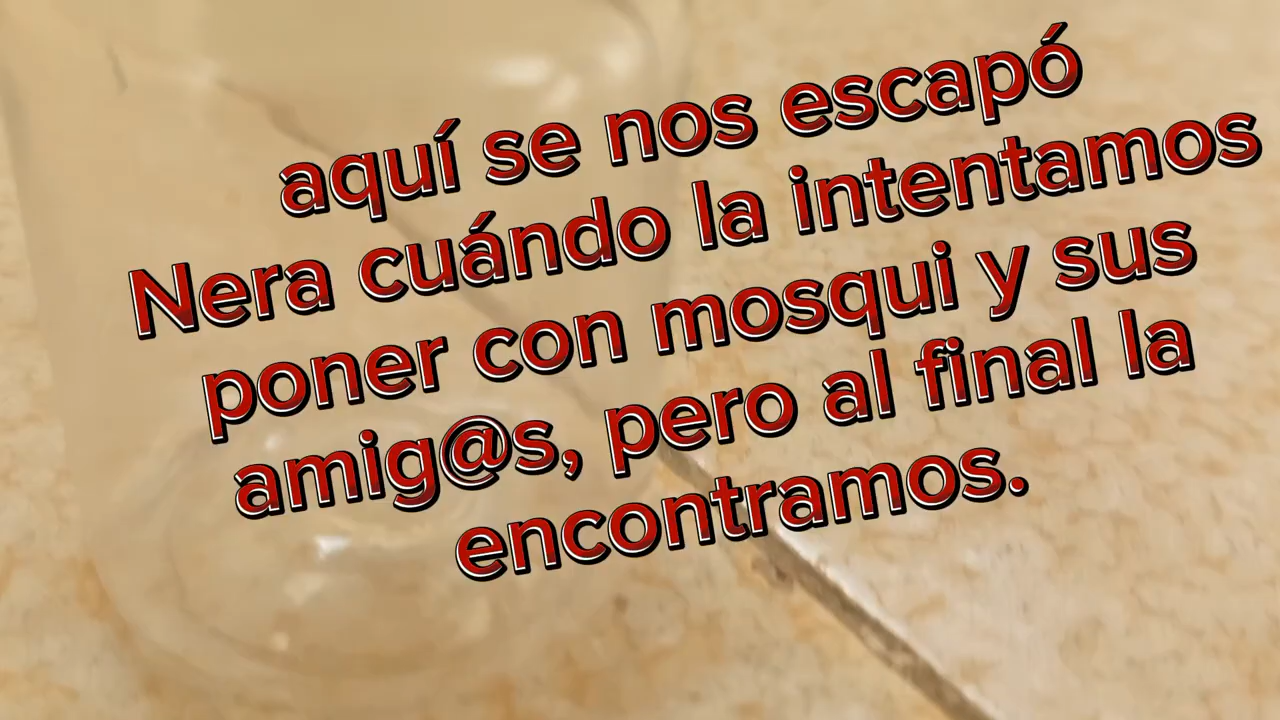 aquí se nos escapó
Nera cuándo la intentamos
poner con mosqui y sus
amig@s, pero al final la
encontramos.